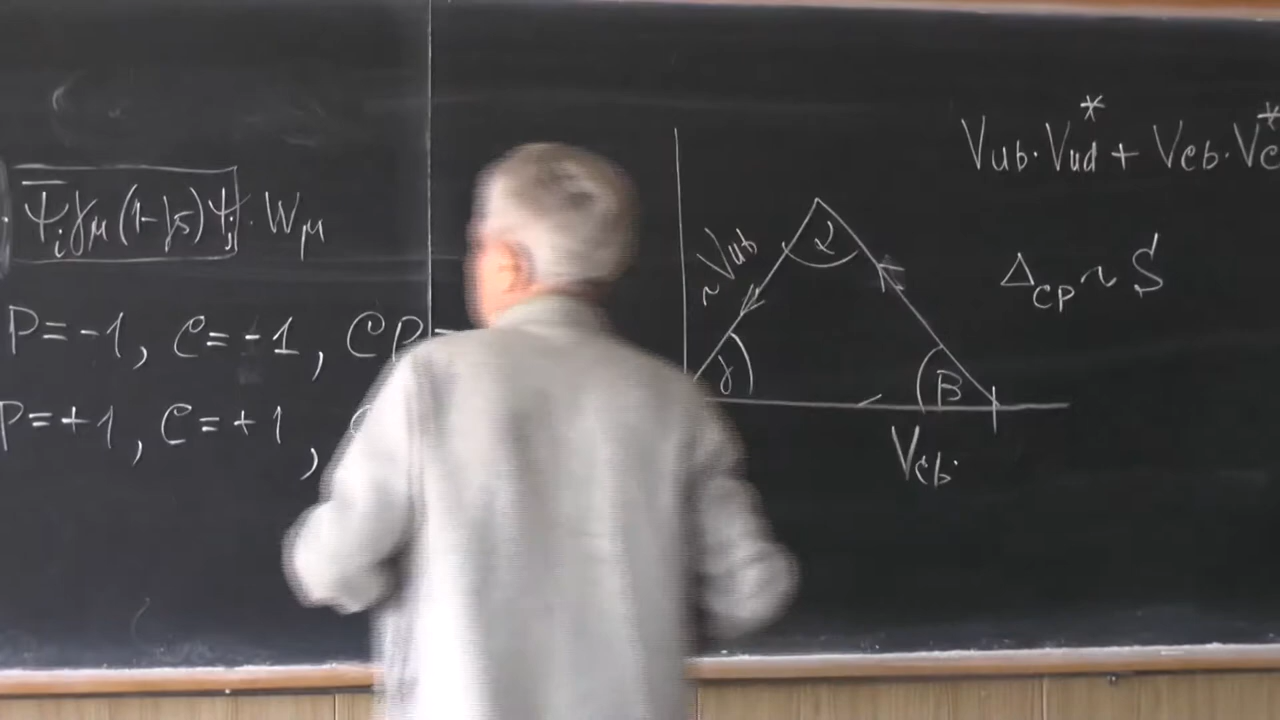 Ψ̅ᵢγμ(1-γ5)Ψⱼ·Wμ
P=-1, C=-1, CP=
P=+1, C=+1,
Vub·Vud* + Vcb·Vc*
~Vub
α
Δcp ~ S
γ
β
Vcb·